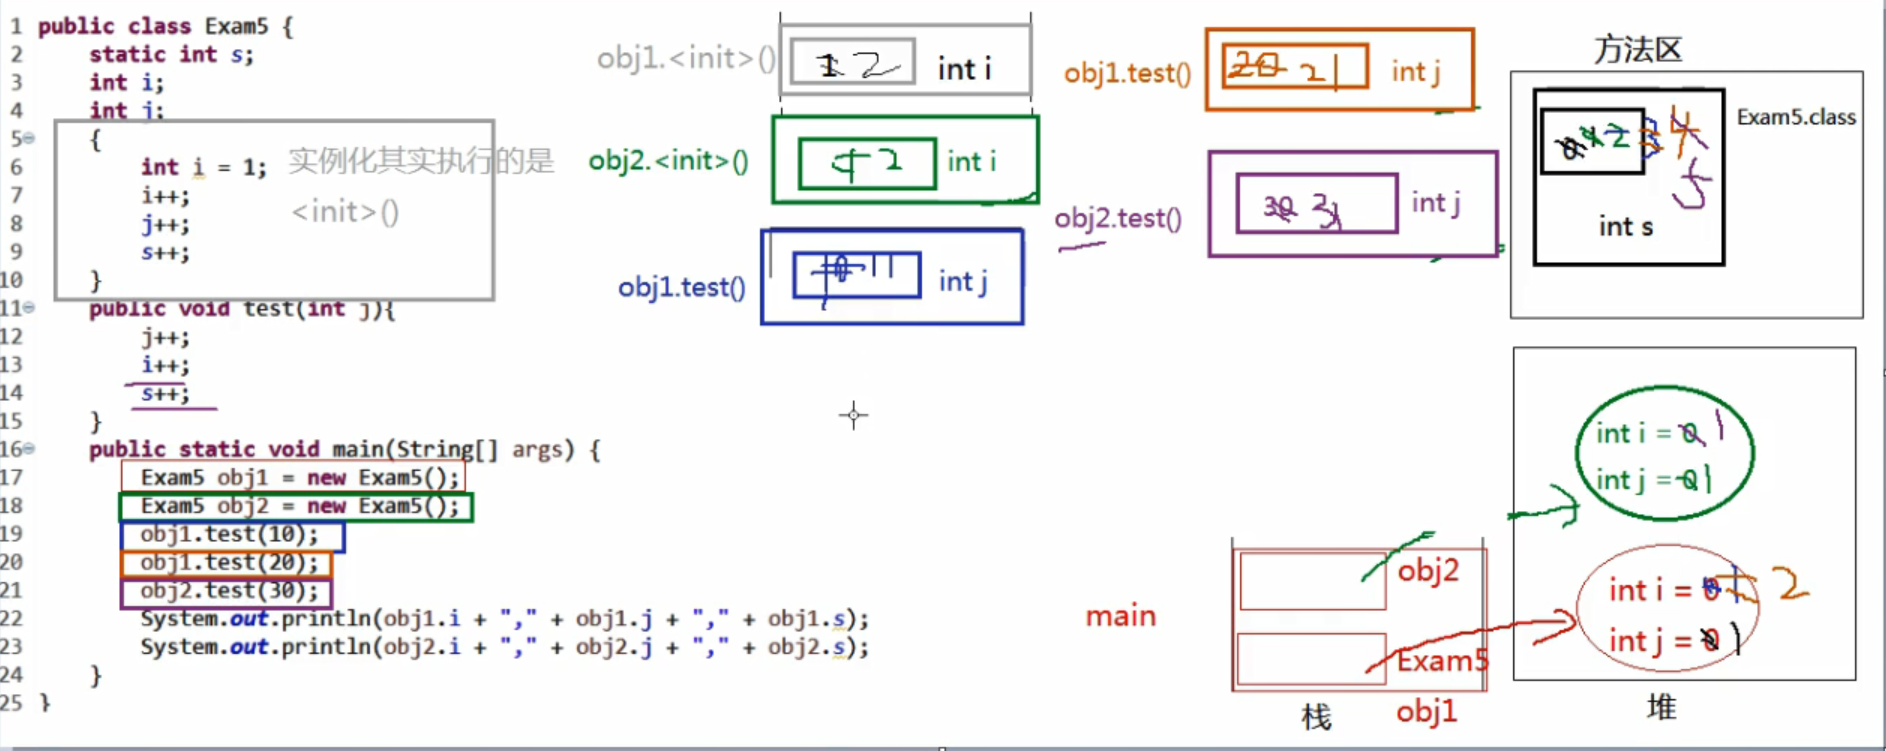 1 public class Exam5 {
2 static int s;
3 int i;
4 int j;
5 {
6 int i = 1;
7 i++;
8 j++;
9 s++;
10 }
11 public void test(int j){
12 j++;
13 i++;
14 s++;
15 }
16 public static void main(String[] args) {
17 Exam5 obj1 = new Exam5();
18 Exam5 obj2 = new Exam5();
19 obj1.test(10);
20 obj1.test(20);
21 obj2.test(30);
22 System.out.println(obj1.i + "," + obj1.j + "," + obj1.s);
23 System.out.println(obj2.i + "," + obj2.j + "," + obj2.s);
24 }
25 }
实例化其实执行的是
<init>()
obj1.<init>() 1 2 int i
obj2.<init>() 2 int i
obj1.test() 10 11 int j
obj1.test() 20 21 int j
obj2.test() 30 31 int j
方法区
Exam5.class
0 1 2 3 4
5
int s
int i = 0 1
int j = 0 1
int i = 0 1 2
int j = 0 1
堆
main
obj2
Exam5
obj1
栈